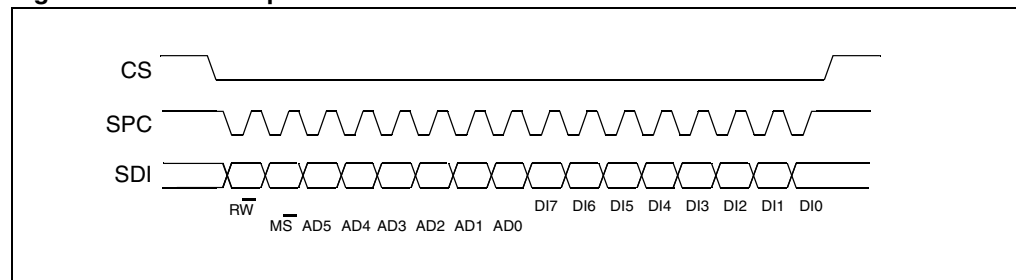 CS
SPC
SDI
RW̅ DI7 DI6 DI5 DI4 DI3 DI2 DI1 DI0
MS̅ AD5 AD4 AD3 AD2 AD1 AD0